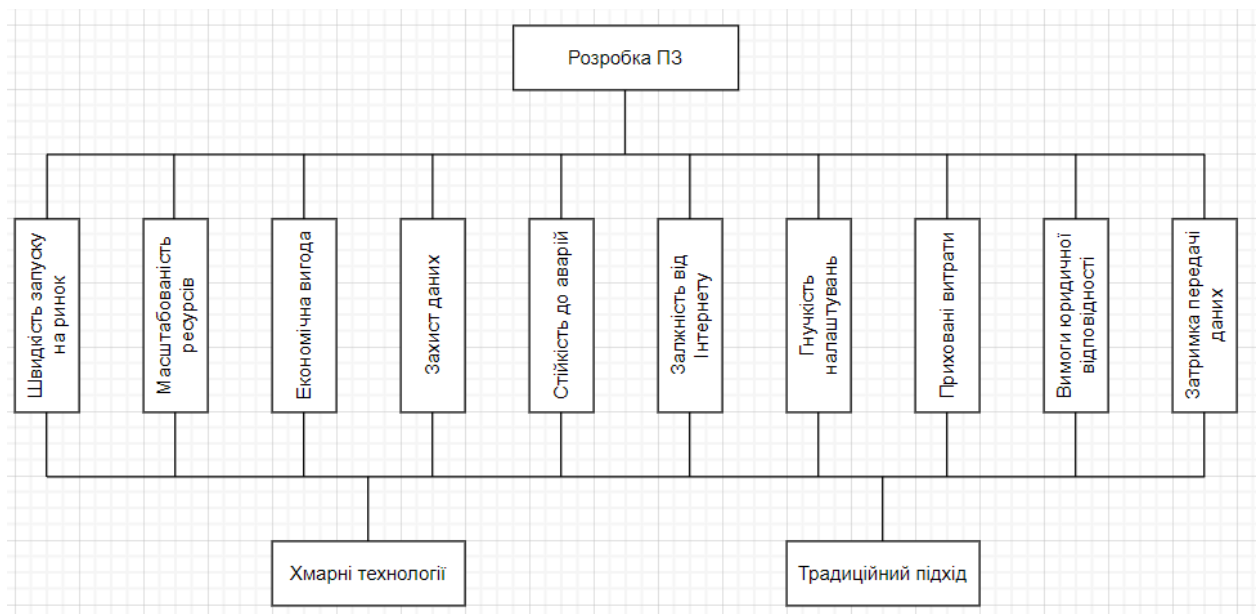 Розробка ПЗ
Швидкість запуску
на ринок
Масштабованість
ресурсів
Економічна вигода
Захист даних
Стійкість до аварій
Залжність від
Інтернету
Гнучкість
налаштувань
Приховані витрати
Вимоги юридичної
відповідності
Затримка передачі
даних
Хмарні технології
Традиційний підхід